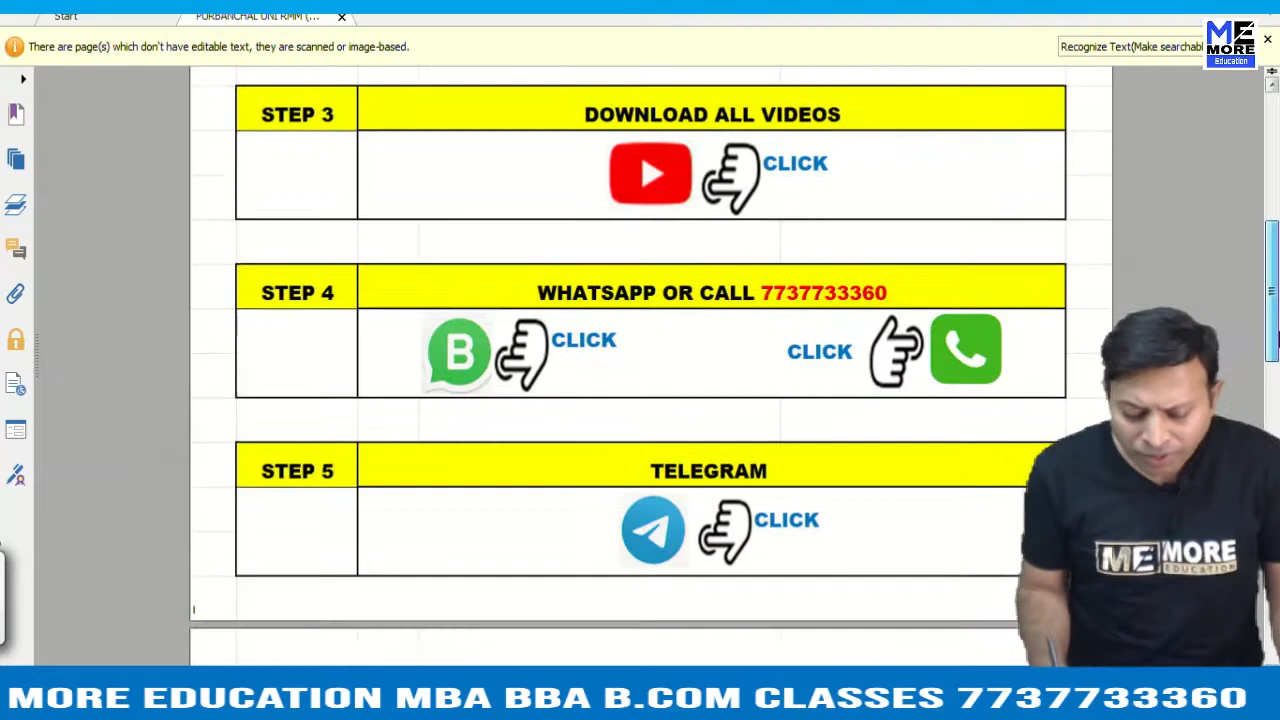 Start
PURBANCHAL UNI RMM (...
There are page(s) which don't have editable text, they are scanned or image-based.
Recognize Text(Make searchabl
ME
MORE
Education
STEP 3
DOWNLOAD ALL VIDEOS
CLICK
STEP 4
WHATSAPP OR CALL 7737733360
B
CLICK
CLICK
STEP 5
TELEGRAM
CLICK
ME MORE
EDUCATION
MORE EDUCATION MBA BBA B.COM CLASSES 7737733360